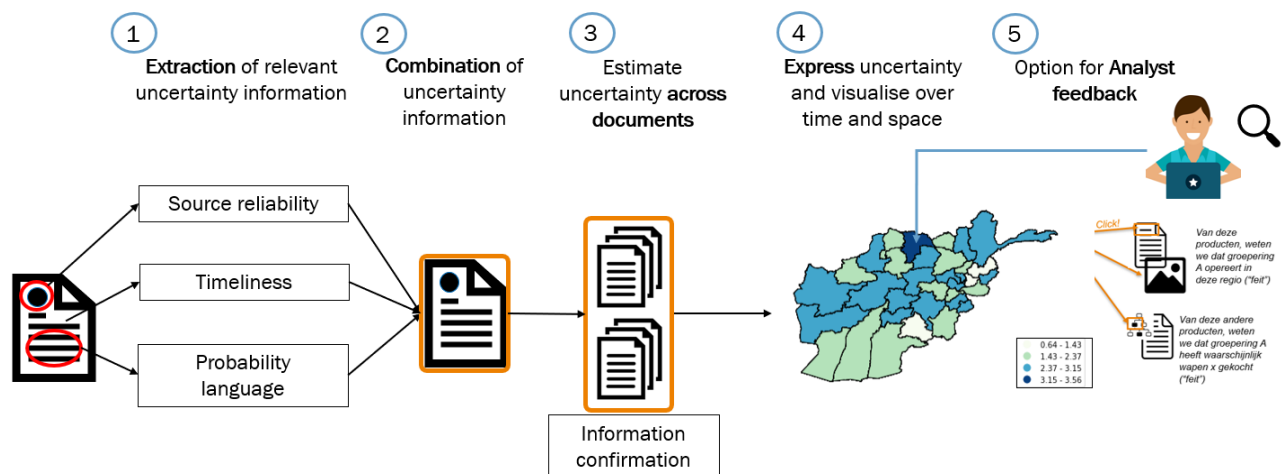 1
Extraction of relevant
uncertainty information
2
Combination of
uncertainty
information
3
Estimate
uncertainty across
documents
4
Express uncertainty
and visualise over
time and space
5
Option for Analyst
feedback
Source reliability
Timeliness
Probability
language
Information
confirmation
0.64 - 1.43
1.43 - 2.37
2.37 - 3.15
3.15 - 3.56
Click!
Van deze
producten, weten
we dat groepering
A opereert in
deze regio ("feit")
Van deze andere
producten, weten
we dat groepering A
heeft waarschijnlijk
wapen x gekocht
("feit")